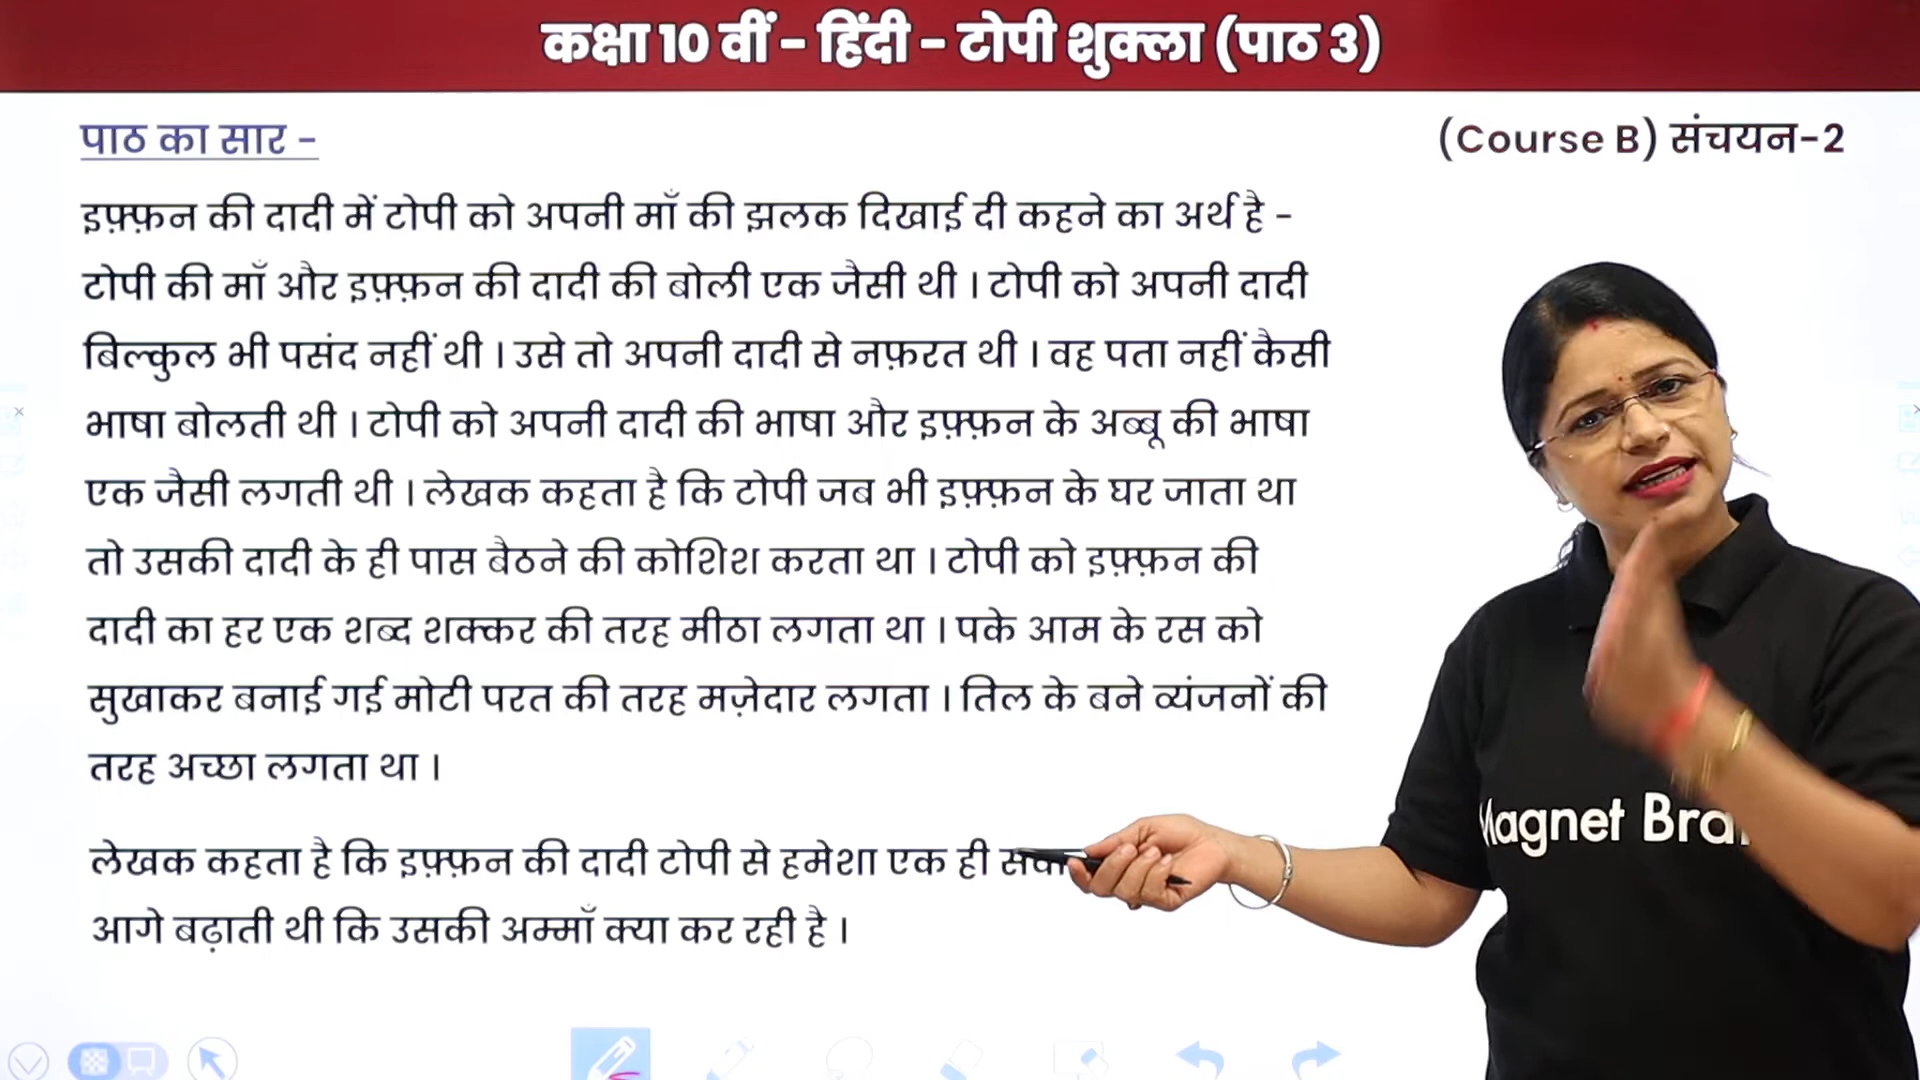 कक्षा 10 वीं - हिंदी - टोपी शुक्ला (पाठ 3)
पाठ का सार -
(Course B) संचयन-2
इफ़्फ़न की दादी में टोपी को अपनी माँ की झलक दिखाई दी कहने का अर्थ है -
टोपी की माँ और इफ़्फ़न की दादी की बोली एक जैसी थी । टोपी को अपनी दादी
बिल्कुल भी पसंद नहीं थी । उसे तो अपनी दादी से नफ़रत थी । वह पता नहीं कैसी
भाषा बोलती थी । टोपी को अपनी दादी की भाषा और इफ़्फ़न के अब्बू की भाषा
एक जैसी लगती थी । लेखक कहता है कि टोपी जब भी इफ़्फ़न के घर जाता था
तो उसकी दादी के ही पास बैठने की कोशिश करता था । टोपी को इफ़्फ़न की
दादी का हर एक शब्द शक्कर की तरह मीठा लगता था । पके आम के रस को
सुखाकर बनाई गई मोटी परत की तरह मज़ेदार लगता । तिल के बने व्यंजनों की
तरह अच्छा लगता था ।
लेखक कहता है कि इफ़्फ़न की दादी टोपी से हमेशा एक ही
आगे बढ़ाती थी कि उसकी अम्माँ क्या कर रही है ।
Magnet